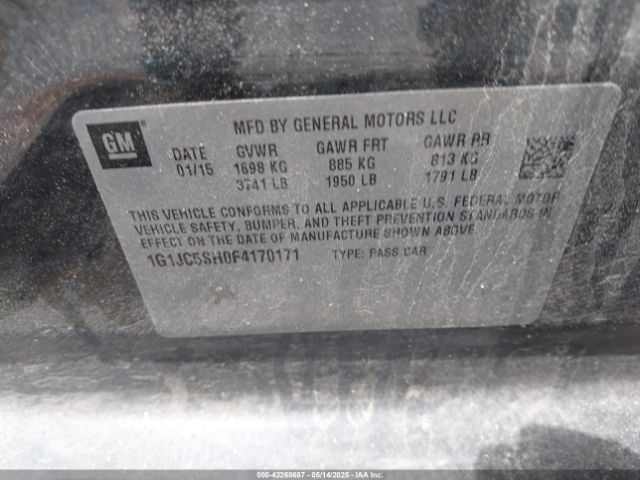 MFD BY GENERAL MOTORS LLC
GM
DATE GVWR GAWR FRT GAWR RR
01/15 1698 KG 885 KG 813 KG
3741 LB 1950 LB 1791 LB
THIS VEHICLE CONFORMS TO ALL APPLICABLE U.S. FEDERAL MOTOR
VEHICLE SAFETY, BUMPER, AND THEFT PREVENTION STANDARDS IN
EFFECT ON THE DATE OF MANUFACTURE SHOWN ABOVE.
1G1JC5SH0F4170171 TYPE: PASS CAR
000-42268687 - 05/14/2025 - COPYRIGHT IAA, LLC.